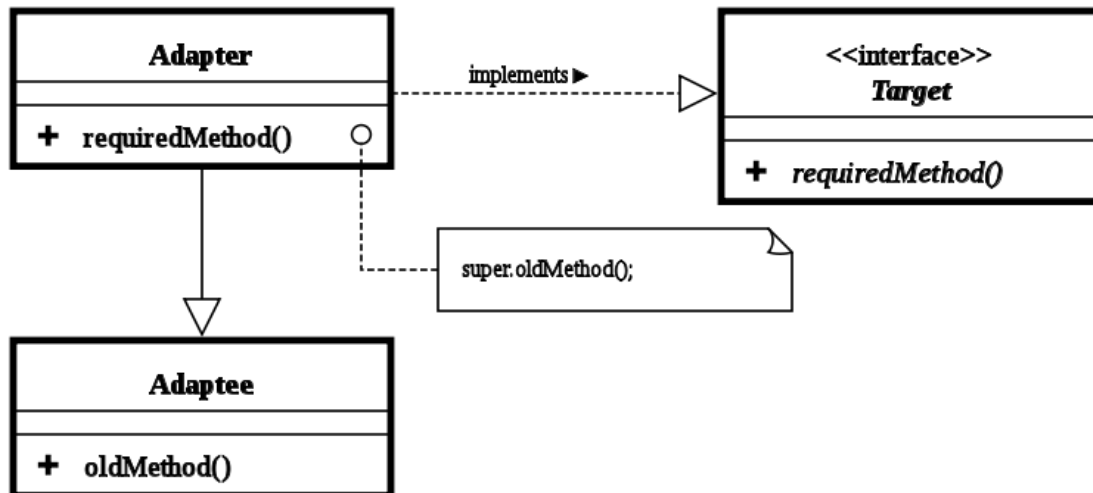 Adapter
+ requiredMethod()
implements ►
<<interface>>
Target
+ requiredMethod()
super.oldMethod();
Adaptee
+ oldMethod()